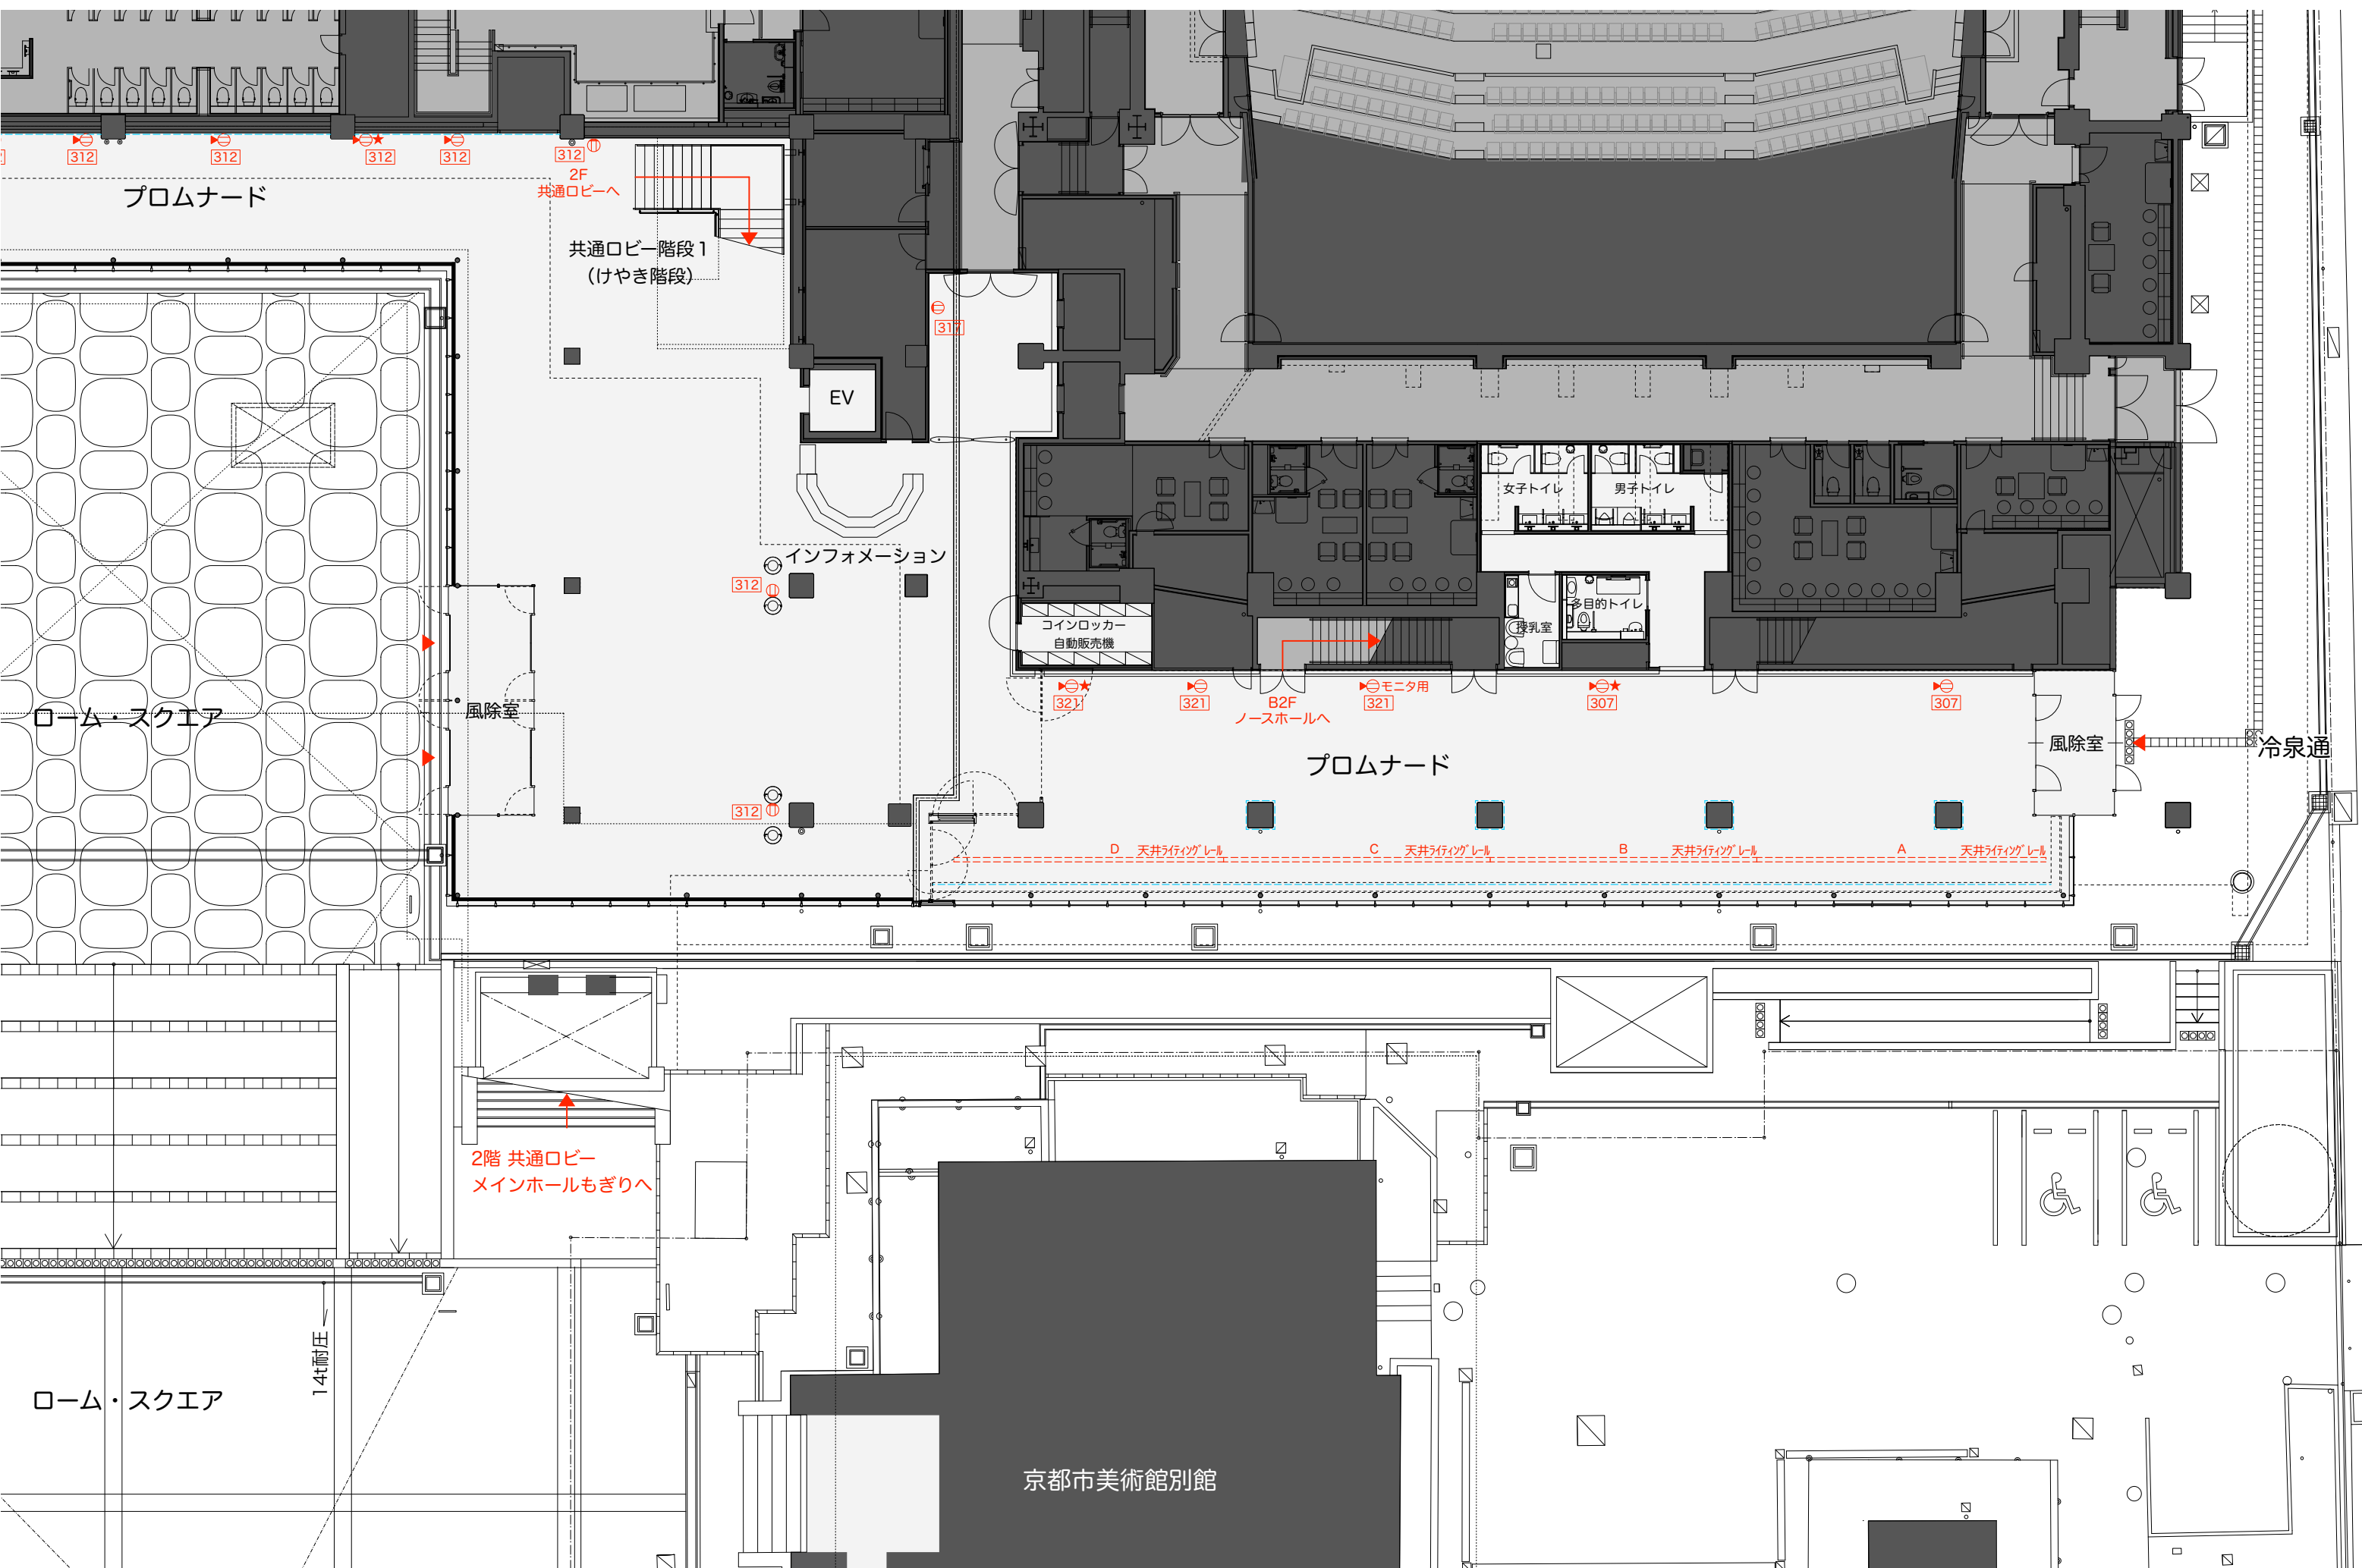 312
312
312
312
312
プロムナード
2F
共通ロビーへ
共通ロビー階段1
(けやき階段)
317
EV
女子トイレ
男子トイレ
インフォメーション
312
多目的トイレ
コインロッカー
自動販売機
授乳室
モニタ用
321
321
B2F
ノースホールへ
321
307
307
ローム・スクエア
風除室
プロムナード
風除室
冷泉通
312
D 天井ライティングレール
C 天井ライティングレール
B 天井ライティングレール
A 天井ライティングレール
2階 共通ロビー
メインホールもぎりへ
14t耐圧
ローム・スクエア
京都市美術館別館